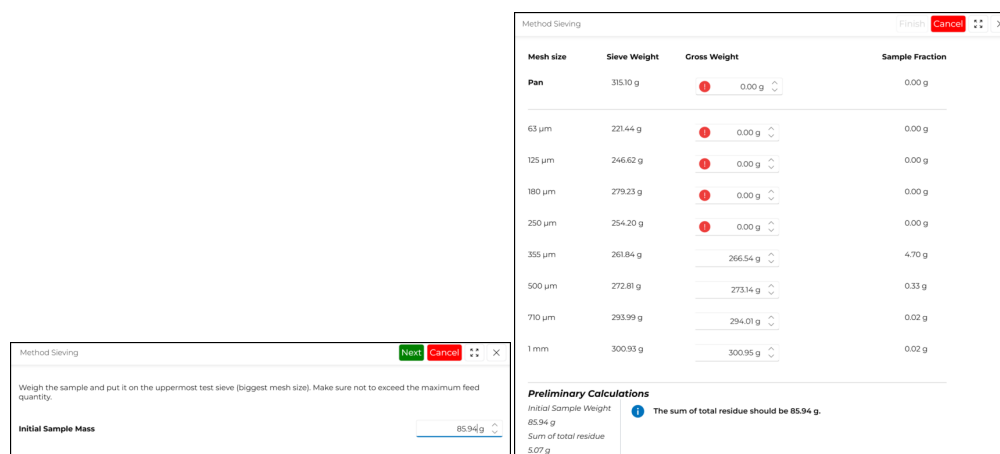 Method Sieving Next Cancel
Weigh the sample and put it on the uppermost test sieve (biggest mesh size). Make sure not to exceed the maximum feed
quantity.
Initial Sample Mass 85.94 g
Method Sieving Finish Cancel
Mesh size Sieve Weight Gross Weight Sample Fraction
Pan 315.10 g 0.00 g 0.00 g
63 µm 221.44 g 0.00 g 0.00 g
125 µm 246.62 g 0.00 g 0.00 g
180 µm 279.23 g 0.00 g 0.00 g
250 µm 254.20 g 0.00 g 0.00 g
355 µm 261.84 g 266.54 g 4.70 g
500 µm 272.81 g 273.14 g 0.33 g
710 µm 293.99 g 294.01 g 0.02 g
1 mm 300.93 g 300.95 g 0.02 g
Preliminary Calculations
Initial Sample Weight
85.94 g
Sum of total residue
5.07 g
The sum of total residue should be 85.94 g.